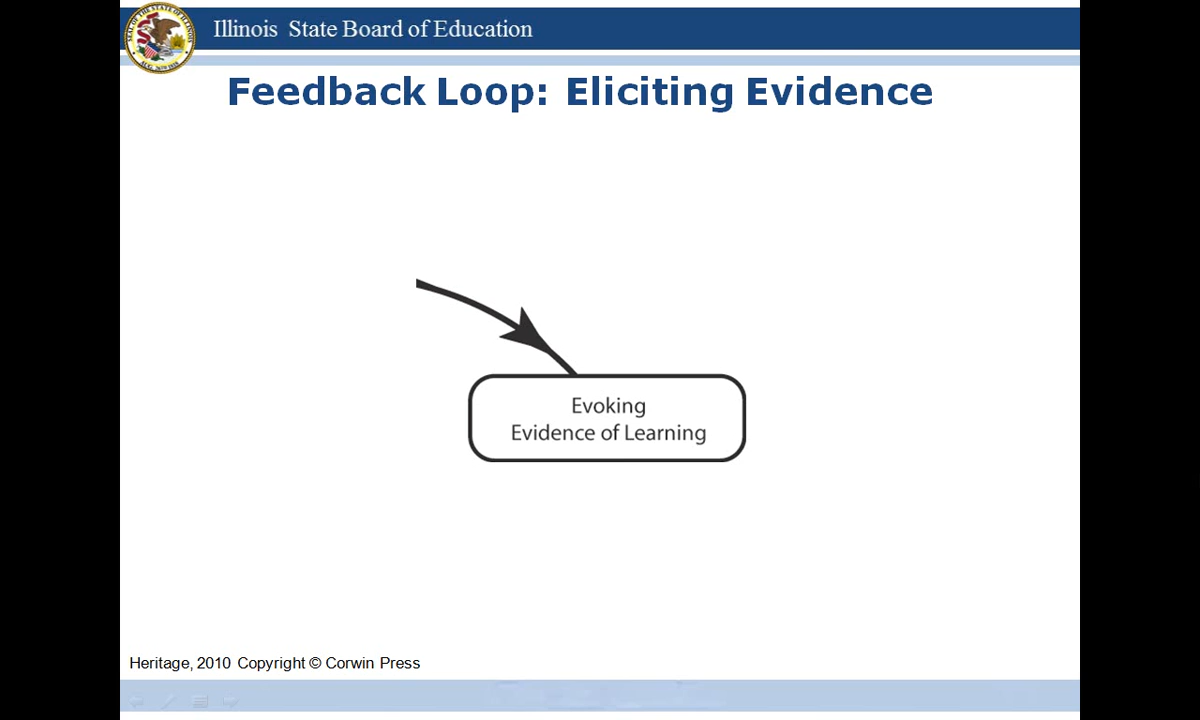 Illinois State Board of Education
Feedback Loop: Eliciting Evidence
Evoking
Evidence of Learning
Heritage, 2010 Copyright © Corwin Press